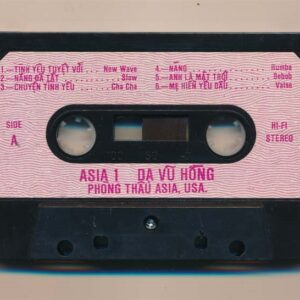 1.—TÌNH YÊU TUYỆT VỜI . . . New Wave
2.—NẮNG ĐÃ TẮT . . . . . . . . Slow
3.—CHUYỆN TÌNH YÊU . . . Cha Cha
4.—NẮNG . . . . . . . . . . . . . Rumba
5.—ANH LÀ MẶT TRỜI . . . . Bebob
6.—MẸ HIỀN YÊU DẤU . . . . Valse
SIDE
A
HI-FI
STEREO
ASIA 1 DẠ VŨ HỒNG
PHONG THÂU ASIA, USA.